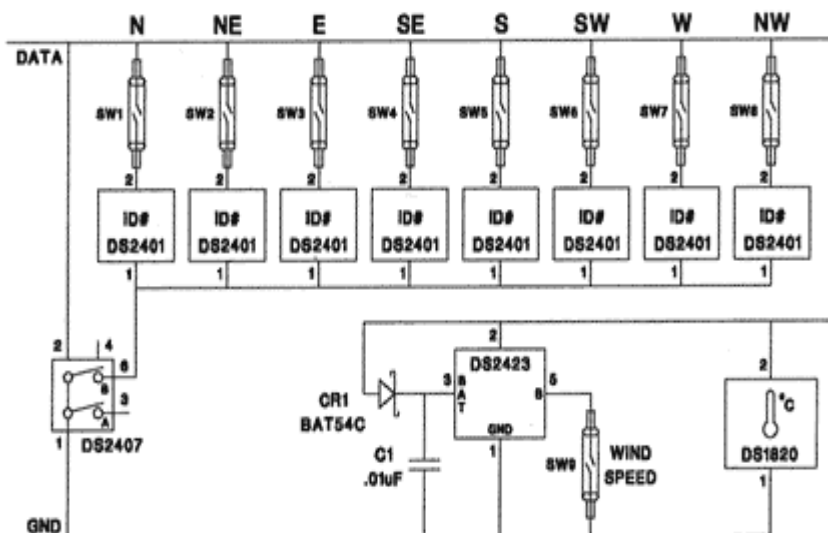 N NE E SE S SW W NW
DATA
SW1 SW2 SW3 SW4 SW5 SW6 SW7 SW8
2 2 2 2 2 2 2 2
ID# ID# ID# ID# ID# ID# ID# ID#
DS2401 DS2401 DS2401 DS2401 DS2401 DS2401 DS2401 DS2401
1 1 1 1 1 1 1 1
2 4
6
B
3
A
1
DS2407
GND
2
DS2423
3 BAT
B 5
GND
1
CR1
BAT54C
C1
.01uF
SW9
WIND
SPEED
2
°C
DS1820
1